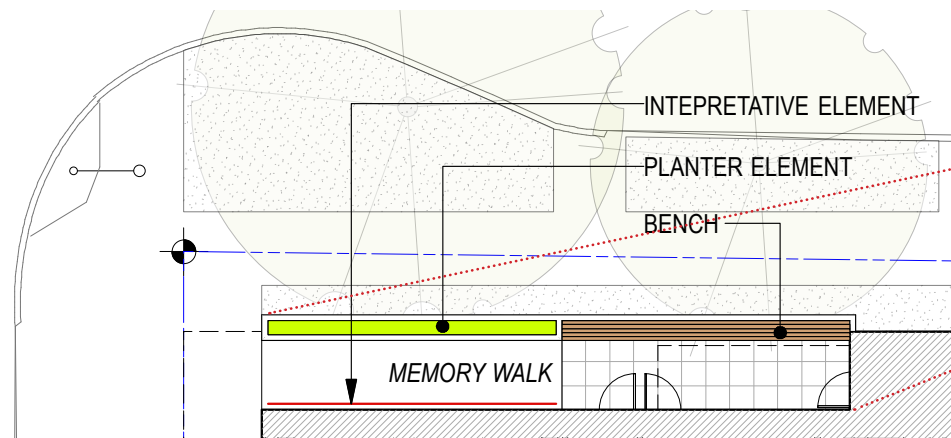 INTEPRETATIVE ELEMENT
PLANTER ELEMENT
BENCH
MEMORY WALK